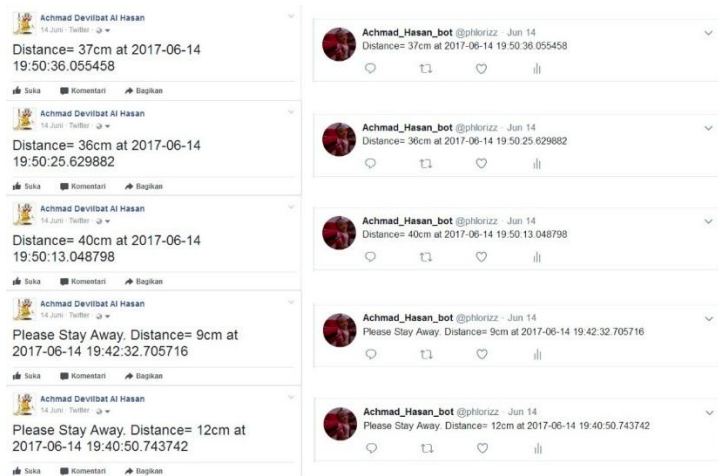 Achmad Devilbat Al Hasan
14 Juni · Twitter ·
Distance= 37cm at 2017-06-14
19:50:36.055458
Suka Komentari Bagikan
Achmad Devilbat Al Hasan
14 Juni · Twitter ·
Distance= 36cm at 2017-06-14
19:50:25.629882
Suka Komentari Bagikan
Achmad Devilbat Al Hasan
14 Juni · Twitter ·
Distance= 40cm at 2017-06-14
19:50:13.048798
Suka Komentari Bagikan
Achmad Devilbat Al Hasan
14 Juni · Twitter ·
Please Stay Away. Distance= 9cm at
2017-06-14 19:42:32.705716
Suka Komentari Bagikan
Achmad Devilbat Al Hasan
14 Juni · Twitter ·
Please Stay Away. Distance= 12cm at
2017-06-14 19:40:50.743742
Suka Komentari Bagikan
Achmad_Hasan_bot @phlorizz · Jun 14
Distance= 37cm at 2017-06-14 19:50:36.055458
Achmad_Hasan_bot @phlorizz · Jun 14
Distance= 36cm at 2017-06-14 19:50:25.629882
Achmad_Hasan_bot @phlorizz · Jun 14
Distance= 40cm at 2017-06-14 19:50:13.048798
Achmad_Hasan_bot @phlorizz · Jun 14
Please Stay Away. Distance= 9cm at 2017-06-14 19:42:32.705716
Achmad_Hasan_bot @phlorizz · Jun 14
Please Stay Away. Distance= 12cm at 2017-06-14 19:40:50.743742